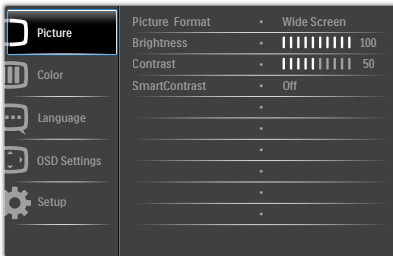 Picture
Color
Language
OSD Settings
Setup
Picture Format • Wide Screen
Brightness • 100
Contrast • 50
SmartContrast • Off
•
•
•
•
•
•